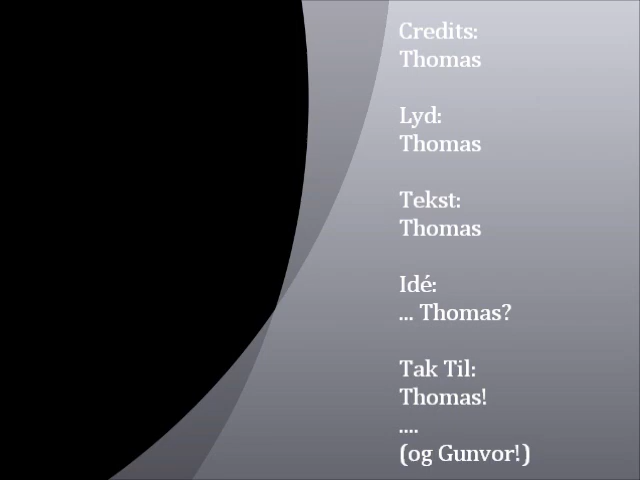 Credits:
Thomas
Lyd:
Thomas
Tekst:
Thomas
Idé:
... Thomas?
Tak Til:
Thomas!
....
(og Gunvor!)